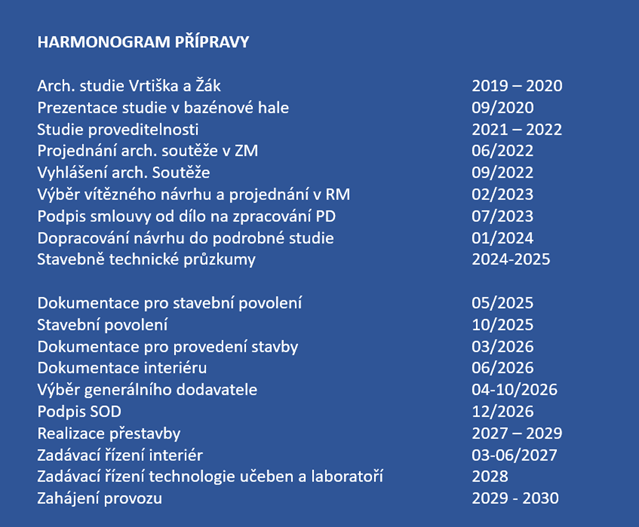 HARMONOGRAM PŘÍPRAVY
Arch. studie Vrtiška a Žák 2019 – 2020
Prezentace studie v bazénové hale 09/2020
Studie proveditelnosti 2021 – 2022
Projednání arch. soutěže v ZM 06/2022
Vyhlášení arch. Soutěže 09/2022
Výběr vítězného návrhu a projednání v RM 02/2023
Podpis smlouvy od dílo na zpracování PD 07/2023
Dopracování návrhu do podrobné studie 01/2024
Stavebně technické průzkumy 2024-2025
Dokumentace pro stavební povolení 05/2025
Stavební povolení 10/2025
Dokumentace pro provedení stavby 03/2026
Dokumentace interiéru 06/2026
Výběr generálního dodavatele 04-10/2026
Podpis SOD 12/2026
Realizace přestavby 2027 – 2029
Zadávací řízení interiér 03-06/2027
Zadávací řízení technologie učeben a laboratoří 2028
Zahájení provozu 2029 - 2030